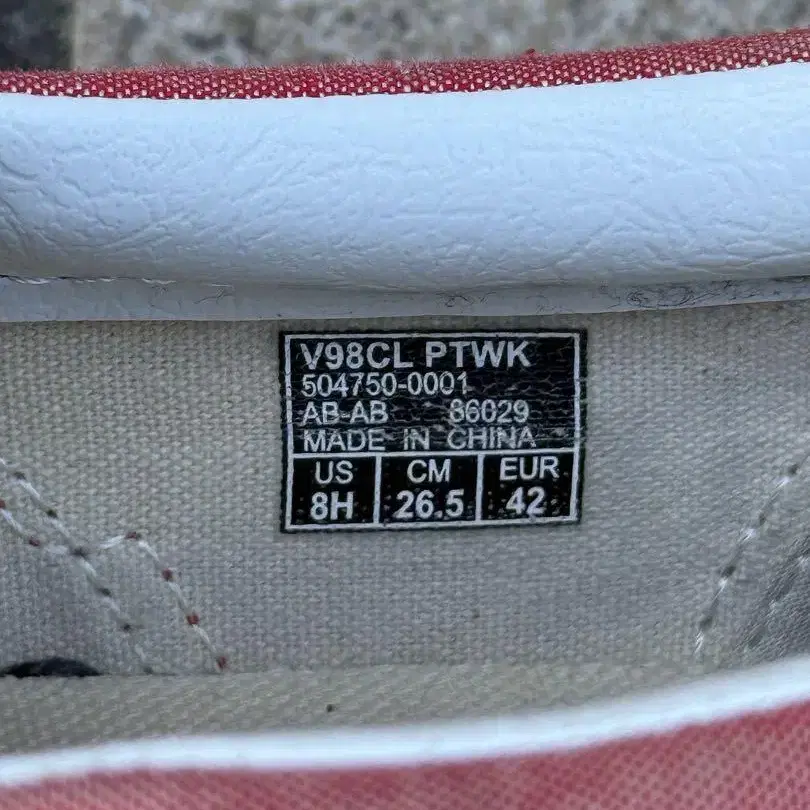 V98CL PTWK
504750-0001
AB-AB 86029
MADE IN CHINA
US CM EUR
8H 26.5 42